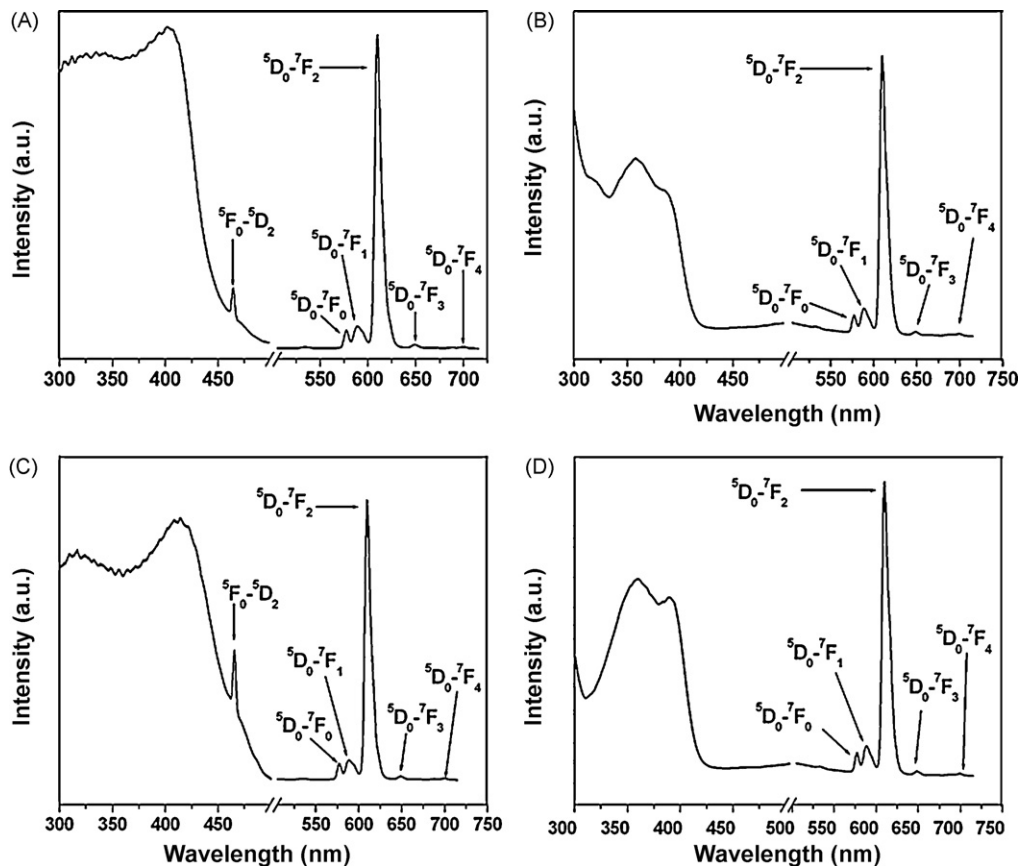 (A)
Intensity (a.u.)
⁵D₀-⁷F₂
⁵F₀-⁵D₂
⁵D₀-⁷F₁
⁵D₀-⁷F₀
⁵D₀-⁷F₃
⁵D₀-⁷F₄
300 350 400 450 550 600 650 700
Wavelength (nm)
(B)
Intensity (a.u.)
⁵D₀-⁷F₂
⁵D₀-⁷F₁
⁵D₀-⁷F₀
⁵D₀-⁷F₃
⁵D₀-⁷F₄
300 350 400 450 550 600 650 700 750
Wavelength (nm)
(C)
Intensity (a.u.)
⁵D₀-⁷F₂
⁵F₀-⁵D₂
⁵D₀-⁷F₁
⁵D₀-⁷F₀
⁵D₀-⁷F₃
⁵D₀-⁷F₄
300 350 400 450 550 600 650 700 750
Wavelength (nm)
(D)
Intensity (a.u.)
⁵D₀-⁷F₂
⁵D₀-⁷F₁
⁵D₀-⁷F₀
⁵D₀-⁷F₃
⁵D₀-⁷F₄
300 350 400 450 500 550 600 650 700 750
Wavelength (nm)